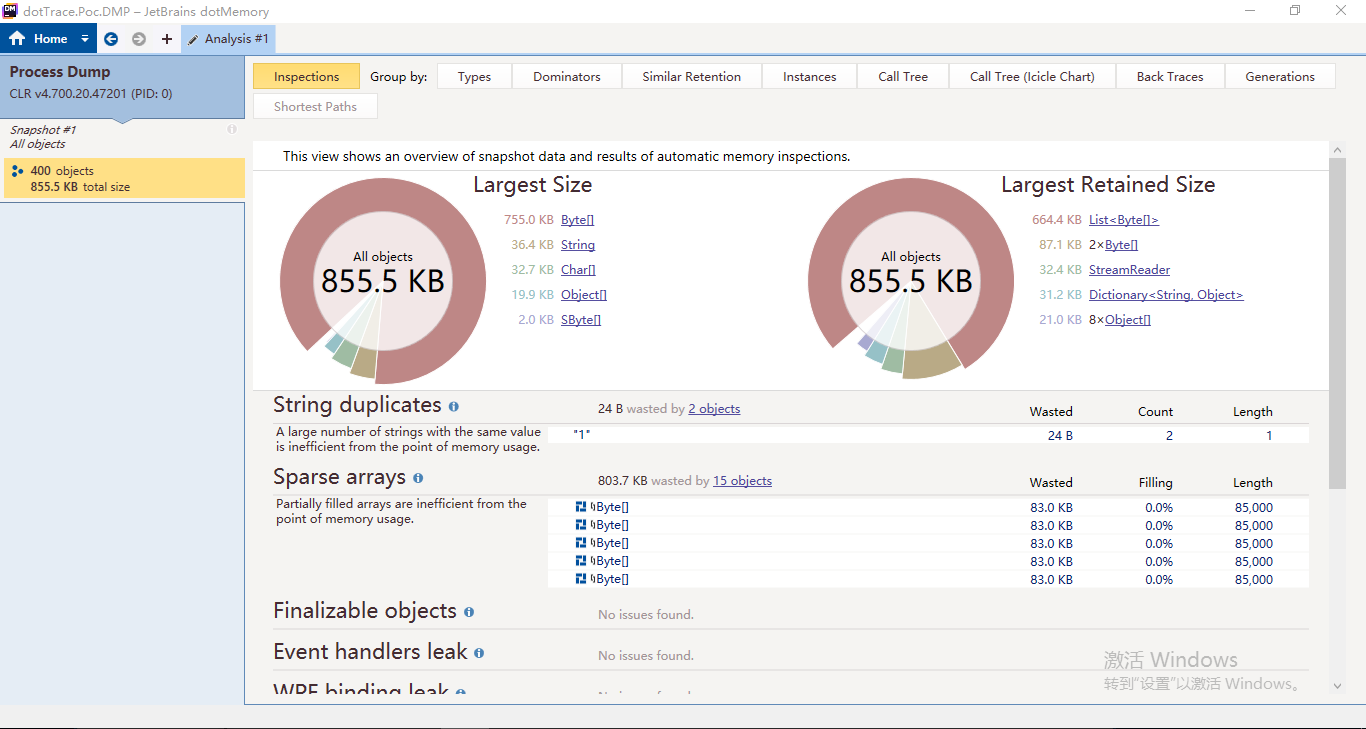 DM
dotTrace.Poc.DMP – JetBrains dotMemory
Home
Analysis #1
Process Dump
CLR v4.700.20.47201 (PID: 0)
Snapshot #1
All objects
400 objects
855.5 KB total size
Inspections
Group by:
Types
Dominators
Similar Retention
Instances
Call Tree
Call Tree (Icicle Chart)
Back Traces
Generations
Shortest Paths
This view shows an overview of snapshot data and results of automatic memory inspections.
All objects
855.5 KB
Largest Size
755.0 KB Byte[]
36.4 KB String
32.7 KB Char[]
19.9 KB Object[]
2.0 KB SByte[]
All objects
855.5 KB
Largest Retained Size
664.4 KB List<Byte[]>
87.1 KB 2×Byte[]
32.4 KB StreamReader
31.2 KB Dictionary<String, Object>
21.0 KB 8×Object[]
String duplicates
24 B wasted by 2 objects
Wasted Count Length
A large number of strings with the same value
is inefficient from the point of memory usage.
"1" 24 B 2 1
Sparse arrays
803.7 KB wasted by 15 objects
Wasted Filling Length
Partially filled arrays are inefficient from the
point of memory usage.
Byte[] 83.0 KB 0.0% 85,000
Byte[] 83.0 KB 0.0% 85,000
Byte[] 83.0 KB 0.0% 85,000
Byte[] 83.0 KB 0.0% 85,000
Byte[] 83.0 KB 0.0% 85,000
Finalizable objects
No issues found.
Event handlers leak
No issues found.
WPF binding leak
激活 Windows
转到"设置"以激活 Windows。